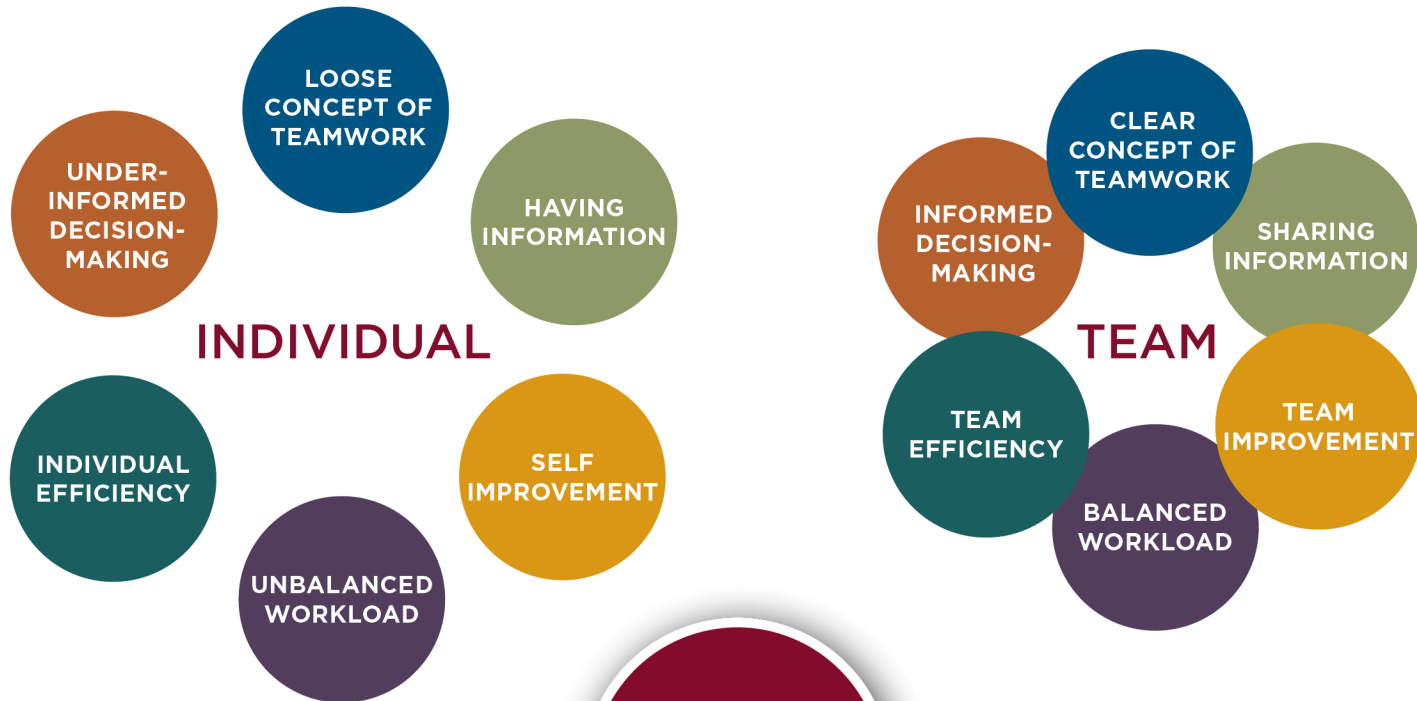 LOOSE
CONCEPT OF
TEAMWORK
UNDER-
INFORMED
DECISION-
MAKING
HAVING
INFORMATION
INDIVIDUAL
INDIVIDUAL
EFFICIENCY
SELF
IMPROVEMENT
UNBALANCED
WORKLOAD
CLEAR
CONCEPT OF
TEAMWORK
INFORMED
DECISION-
MAKING
SHARING
INFORMATION
TEAM
TEAM
EFFICIENCY
TEAM
IMPROVEMENT
BALANCED
WORKLOAD